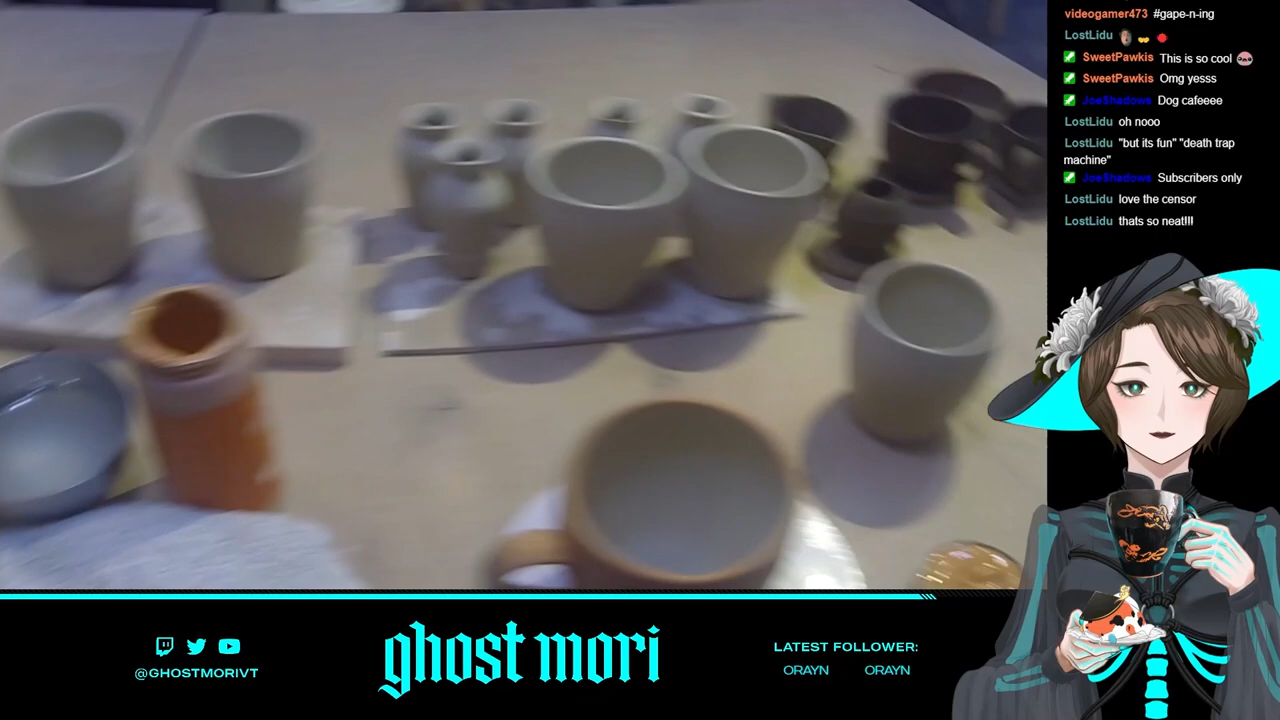 videogamer473 #gape-n-ing
LostLidu
SweetPawkis This is so cool
SweetPawkis Omg yesss
JoeShadows Dog cafeeee
LostLidu oh nooo
LostLidu "but its fun" "death trap
machine"
JoeShadows Subscribers only
LostLidu love the censor
LostLidu thats so neat!!!
@GHOSTMORIVT
ghost mori
LATEST FOLLOWER:
ORAYN ORAYN